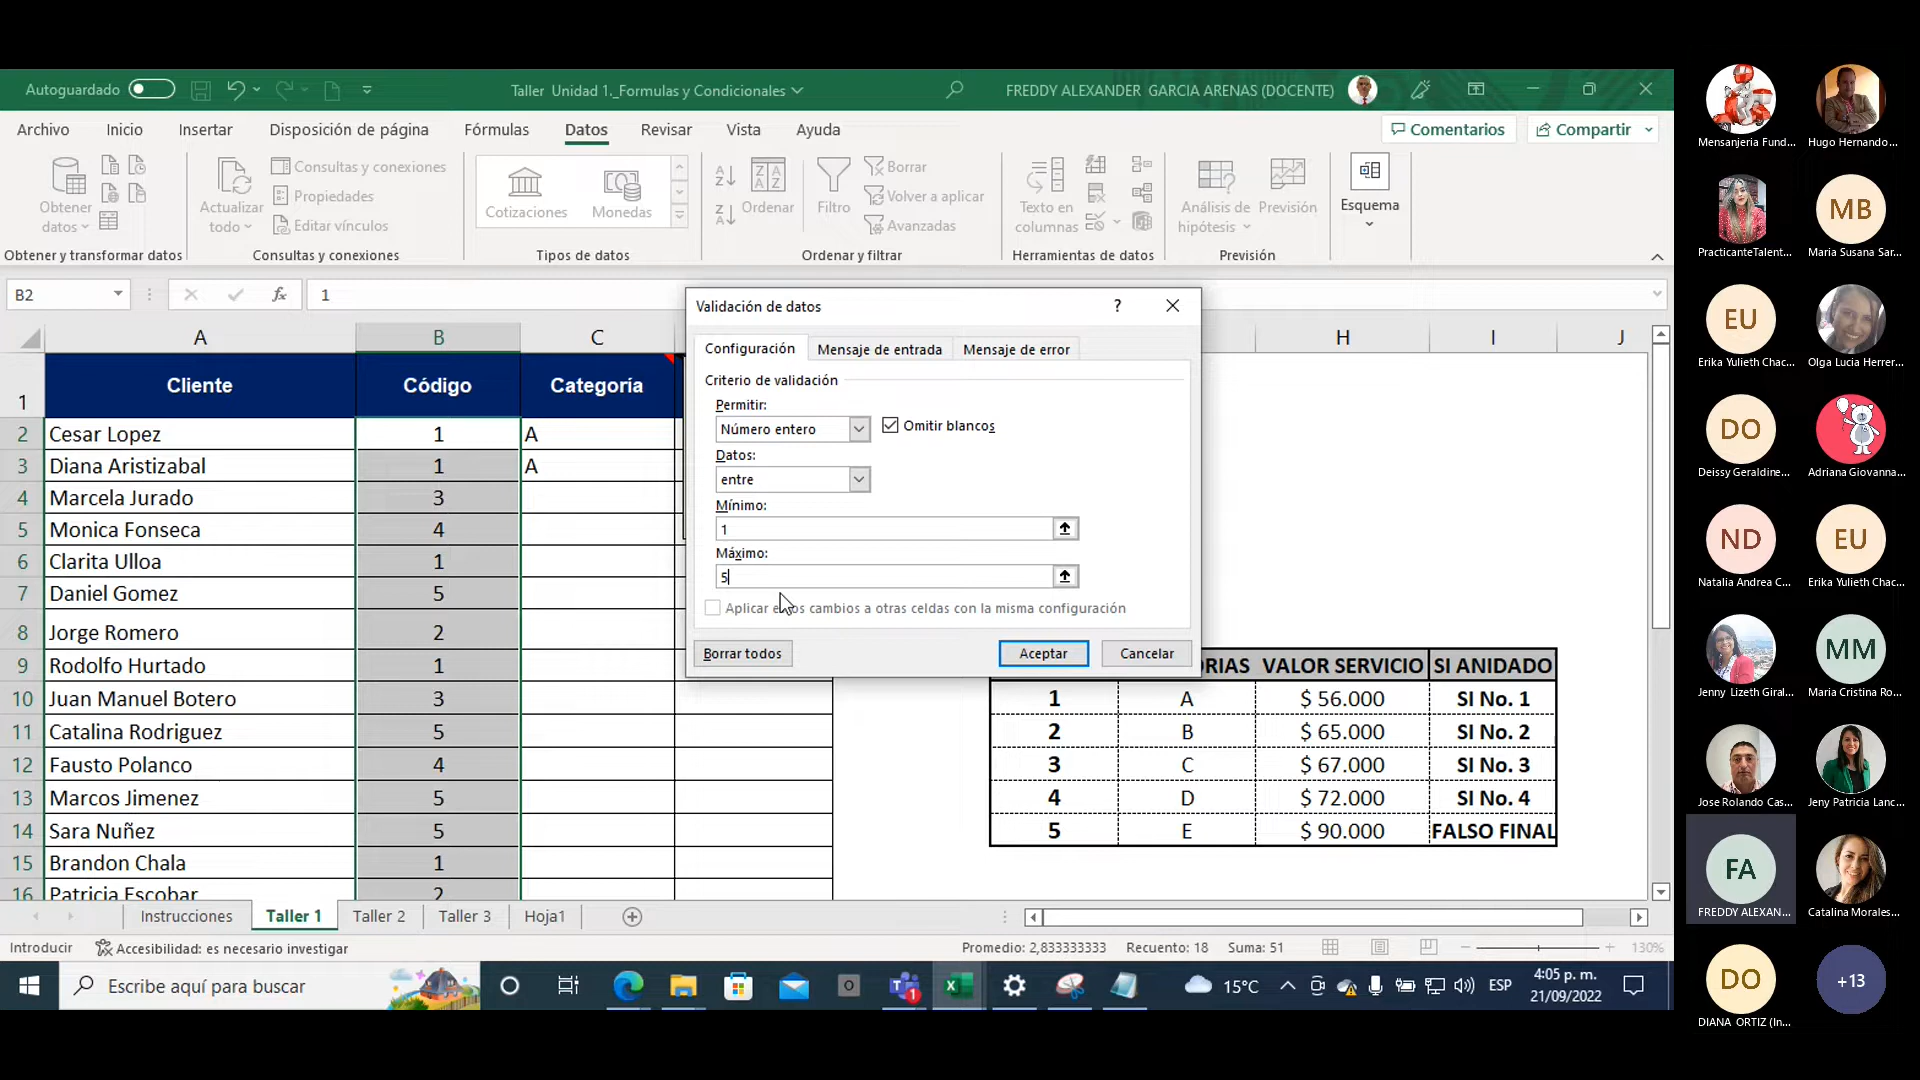 Autoguardado
Taller Unidad 1._Formulas y Condicionales
FREDDY ALEXANDER GARCIA ARENAS (DOCENTE)
Archivo Inicio Insertar Disposición de página Fórmulas Datos Revisar Vista Ayuda
Comentarios Compartir
Obtener datos
Actualizar todo
Consultas y conexiones
Propiedades
Editar vínculos
Cotizaciones Monedas
Ordenar
Filtro
Borrar
Volver a aplicar
Avanzadas
Texto en columnas
Análisis de hipótesis
Previsión
Esquema
Obtener y transformar datos Consultas y conexiones Tipos de datos Ordenar y filtrar Herramientas de datos Previsión
B2 fx 1
A B C H I J
1 Cliente Código Categoría
2 Cesar Lopez 1 A
3 Diana Aristizabal 1 A
4 Marcela Jurado 3
5 Monica Fonseca 4
6 Clarita Ulloa 1
7 Daniel Gomez 5
8 Jorge Romero 2
9 Rodolfo Hurtado 1
10 Juan Manuel Botero 3
11 Catalina Rodriguez 5
12 Fausto Polanco 4
13 Marcos Jimenez 5
14 Sara Nuñez 5
15 Brandon Chala 1
16 Patricia Escobar 2
Validación de datos ?
Configuración Mensaje de entrada Mensaje de error
Criterio de validación
Permitir:
Número entero Omitir blancos
Datos:
entre
Mínimo:
1
Máximo:
5
Aplicar estos cambios a otras celdas con la misma configuración
Borrar todos Aceptar Cancelar
ORIAS VALOR SERVICIO SI ANIDADO
1 A $ 56.000 SI No. 1
2 B $ 65.000 SI No. 2
3 C $ 67.000 SI No. 3
4 D $ 72.000 SI No. 4
5 E $ 90.000 FALSO FINAL
Instrucciones Taller 1 Taller 2 Taller 3 Hoja1
Introducir Accesibilidad: es necesario investigar Promedio: 2,833333333 Recuento: 18 Suma: 51 130%
Escribe aquí para buscar
1
15°C ESP
4:05 p. m.
21/09/2022
Mensanjeria Fund... Hugo Hernando...
MB
PracticanteTalent... Maria Susana Sar...
EU
Erika Yulieth Chac... Olga Lucia Herrer...
DO
Deissy Geraldine... Adriana Giovanna...
ND EU
Natalia Andrea C... Erika Yulieth Chac...
MM
Jenny Lizeth Giral... Maria Cristina Ro...
Jose Rolando Cas... Jeny Patricia Lanc...
FA
FREDDY ALEXAN... Catalina Morales...
DO +13
DIANA ORTIZ (In...